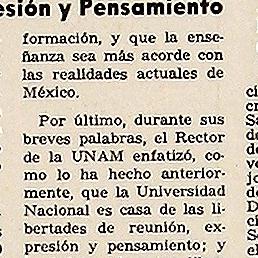 esión y Pensamiento
formación, y que la ense-
ñanza sea más acorde con
las realidades actuales de
México.
Por último, durante sus
breves palabras, el Rector
de la UNAM enfatizó, co-
mo lo ha hecho anterior-
mente, que la Universidad
Nacional es casa de las li-
bertades de reunión, ex-
presión y pensamiento; y